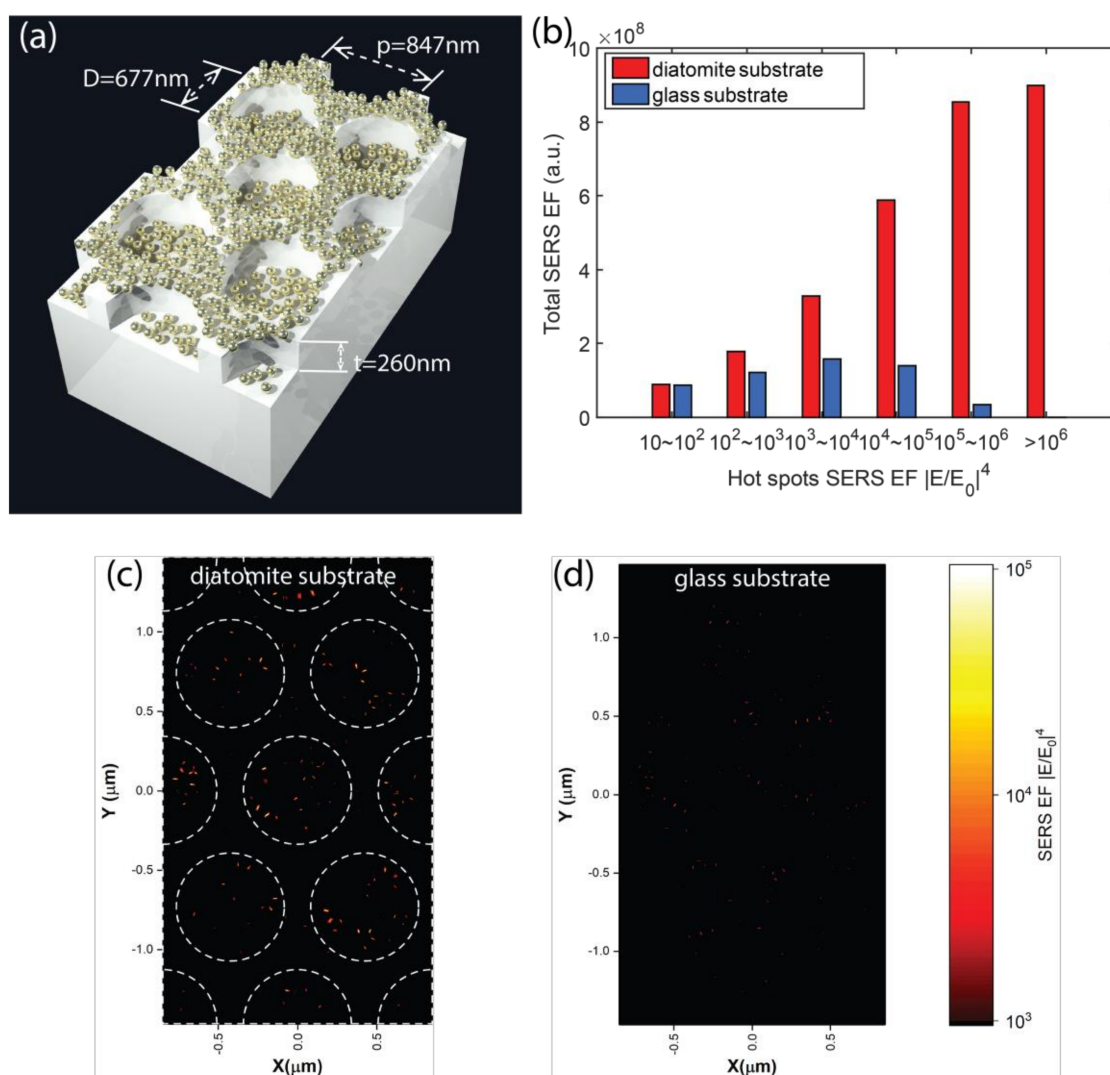 (a)
p=847nm
D=677nm
t=260nm
(b)
×10⁸
10
8
6
4
2
0
Total SERS EF (a.u.)
diatomite substrate
glass substrate
10~10² 10²~10³ 10³~10⁴ 10⁴~10⁵ 10⁵~10⁶ >10⁶
Hot spots SERS EF |E/E₀|⁴
(c)
diatomite substrate
1.0
0.5
0.0
-0.5
-1.0
Y (μm)
-0.5 0.0 0.5
X(μm)
(d)
glass substrate
1.0
0.5
0.0
-0.5
-1.0
Y (μm)
-0.5 0.0 0.5
X(μm)
10⁵
10⁴
10³
SERS EF |E/E₀|⁴